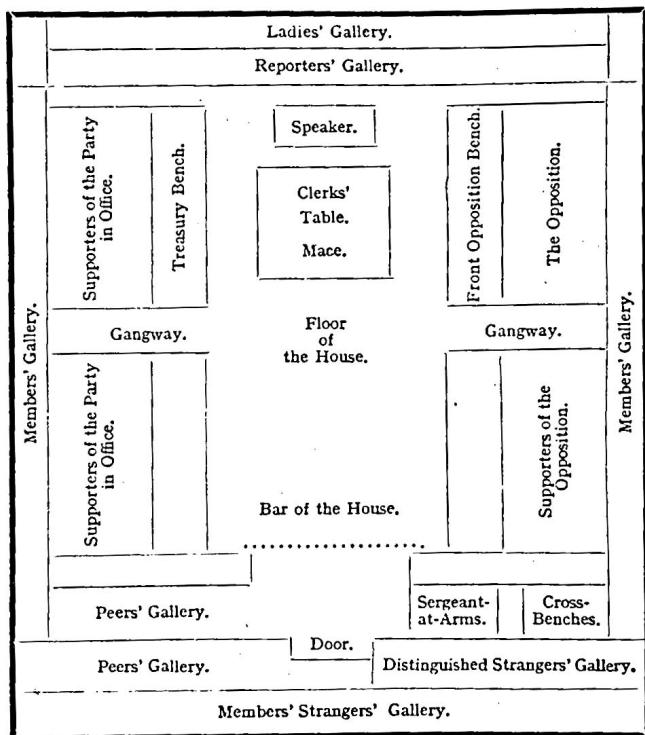 Ladies' Gallery.
Reporters' Gallery.
Members' Gallery.
Supporters of the Party
in Office.
Treasury Bench.
Speaker.
Clerks'
Table.
Mace.
Front Opposition Bench.
The Opposition.
Members' Gallery.
Gangway.
Floor
of
the House.
Gangway.
Supporters of the Party
in Office.
Supporters of the
Opposition.
Bar of the House.
Peers' Gallery.
Sergeant-
at-Arms.
Cross-
Benches.
Door.
Peers' Gallery.
Distinguished Strangers' Gallery.
Members' Strangers' Gallery.